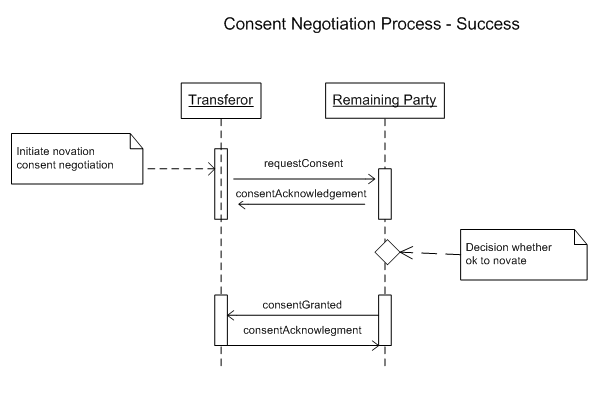 Consent Negotiation Process - Success
Transferor
Remaining Party
Initiate novation
consent negotiation
requestConsent
consentAcknowledgement
Decision whether
ok to novate
consentGranted
consentAcknowlegment